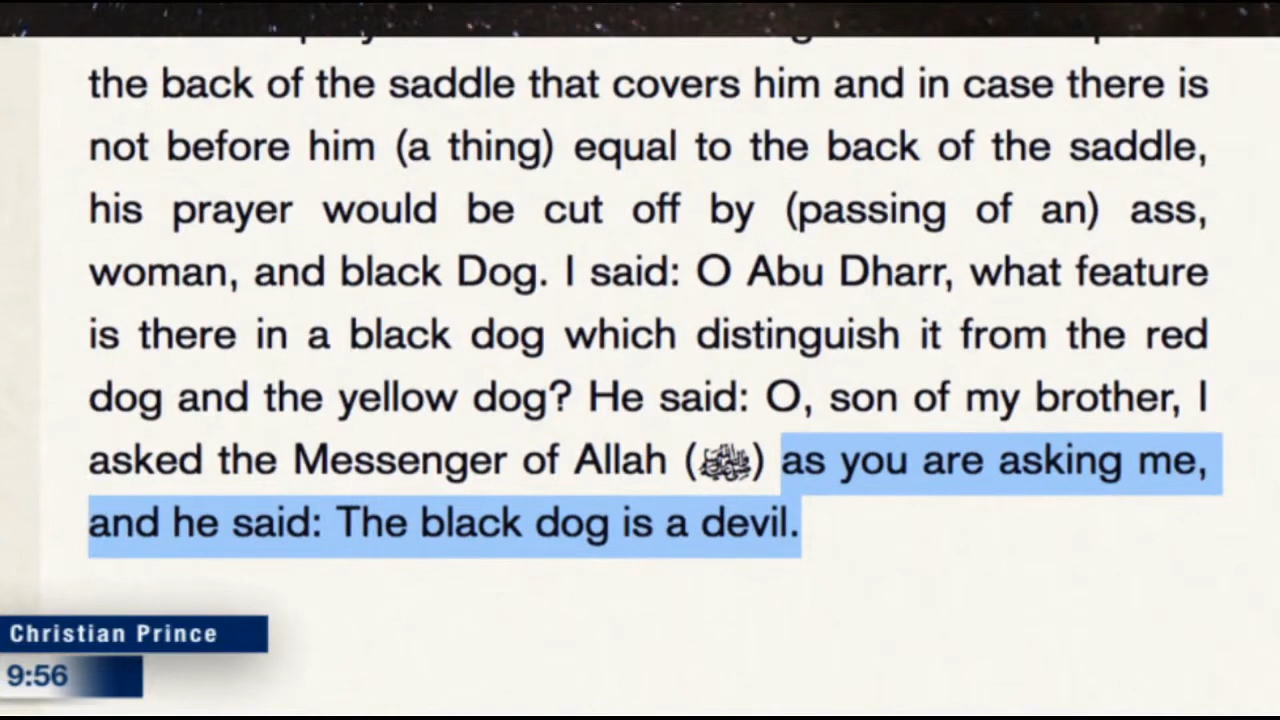 the back of the saddle that covers him and in case there is
not before him (a thing) equal to the back of the saddle,
his prayer would be cut off by (passing of an) ass,
woman, and black Dog. I said: O Abu Dharr, what feature
is there in a black dog which distinguish it from the red
dog and the yellow dog? He said: O, son of my brother, I
asked the Messenger of Allah (ﷺ) as you are asking me,
and he said: The black dog is a devil.
Christian Prince
9:56